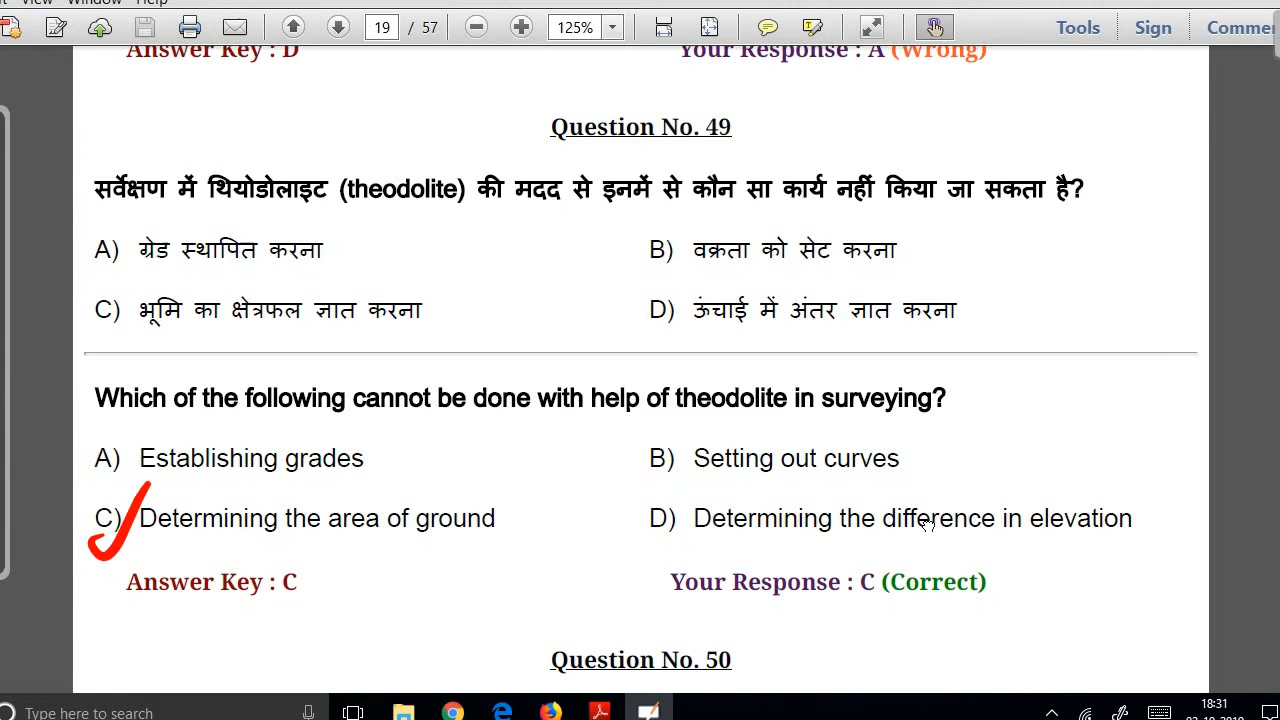 View Window Help
19 / 57
125%
Tools
Sign
Answer Key : D
Your Response : A (Wrong)
Question No. 49
सर्वेक्षण में थियोडोलाइट (theodolite) की मदद से इनमें से कौन सा कार्य नहीं किया जा सकता है?
A) ग्रेड स्थापित करना
B) वक्रता को सेट करना
C) भूमि का क्षेत्रफल ज्ञात करना
D) ऊंचाई में अंतर ज्ञात करना
Which of the following cannot be done with help of theodolite in surveying?
A) Establishing grades
B) Setting out curves
C) Determining the area of ground
D) Determining the difference in elevation
Answer Key : C
Your Response : C (Correct)
Question No. 50
Type here to search
18:31